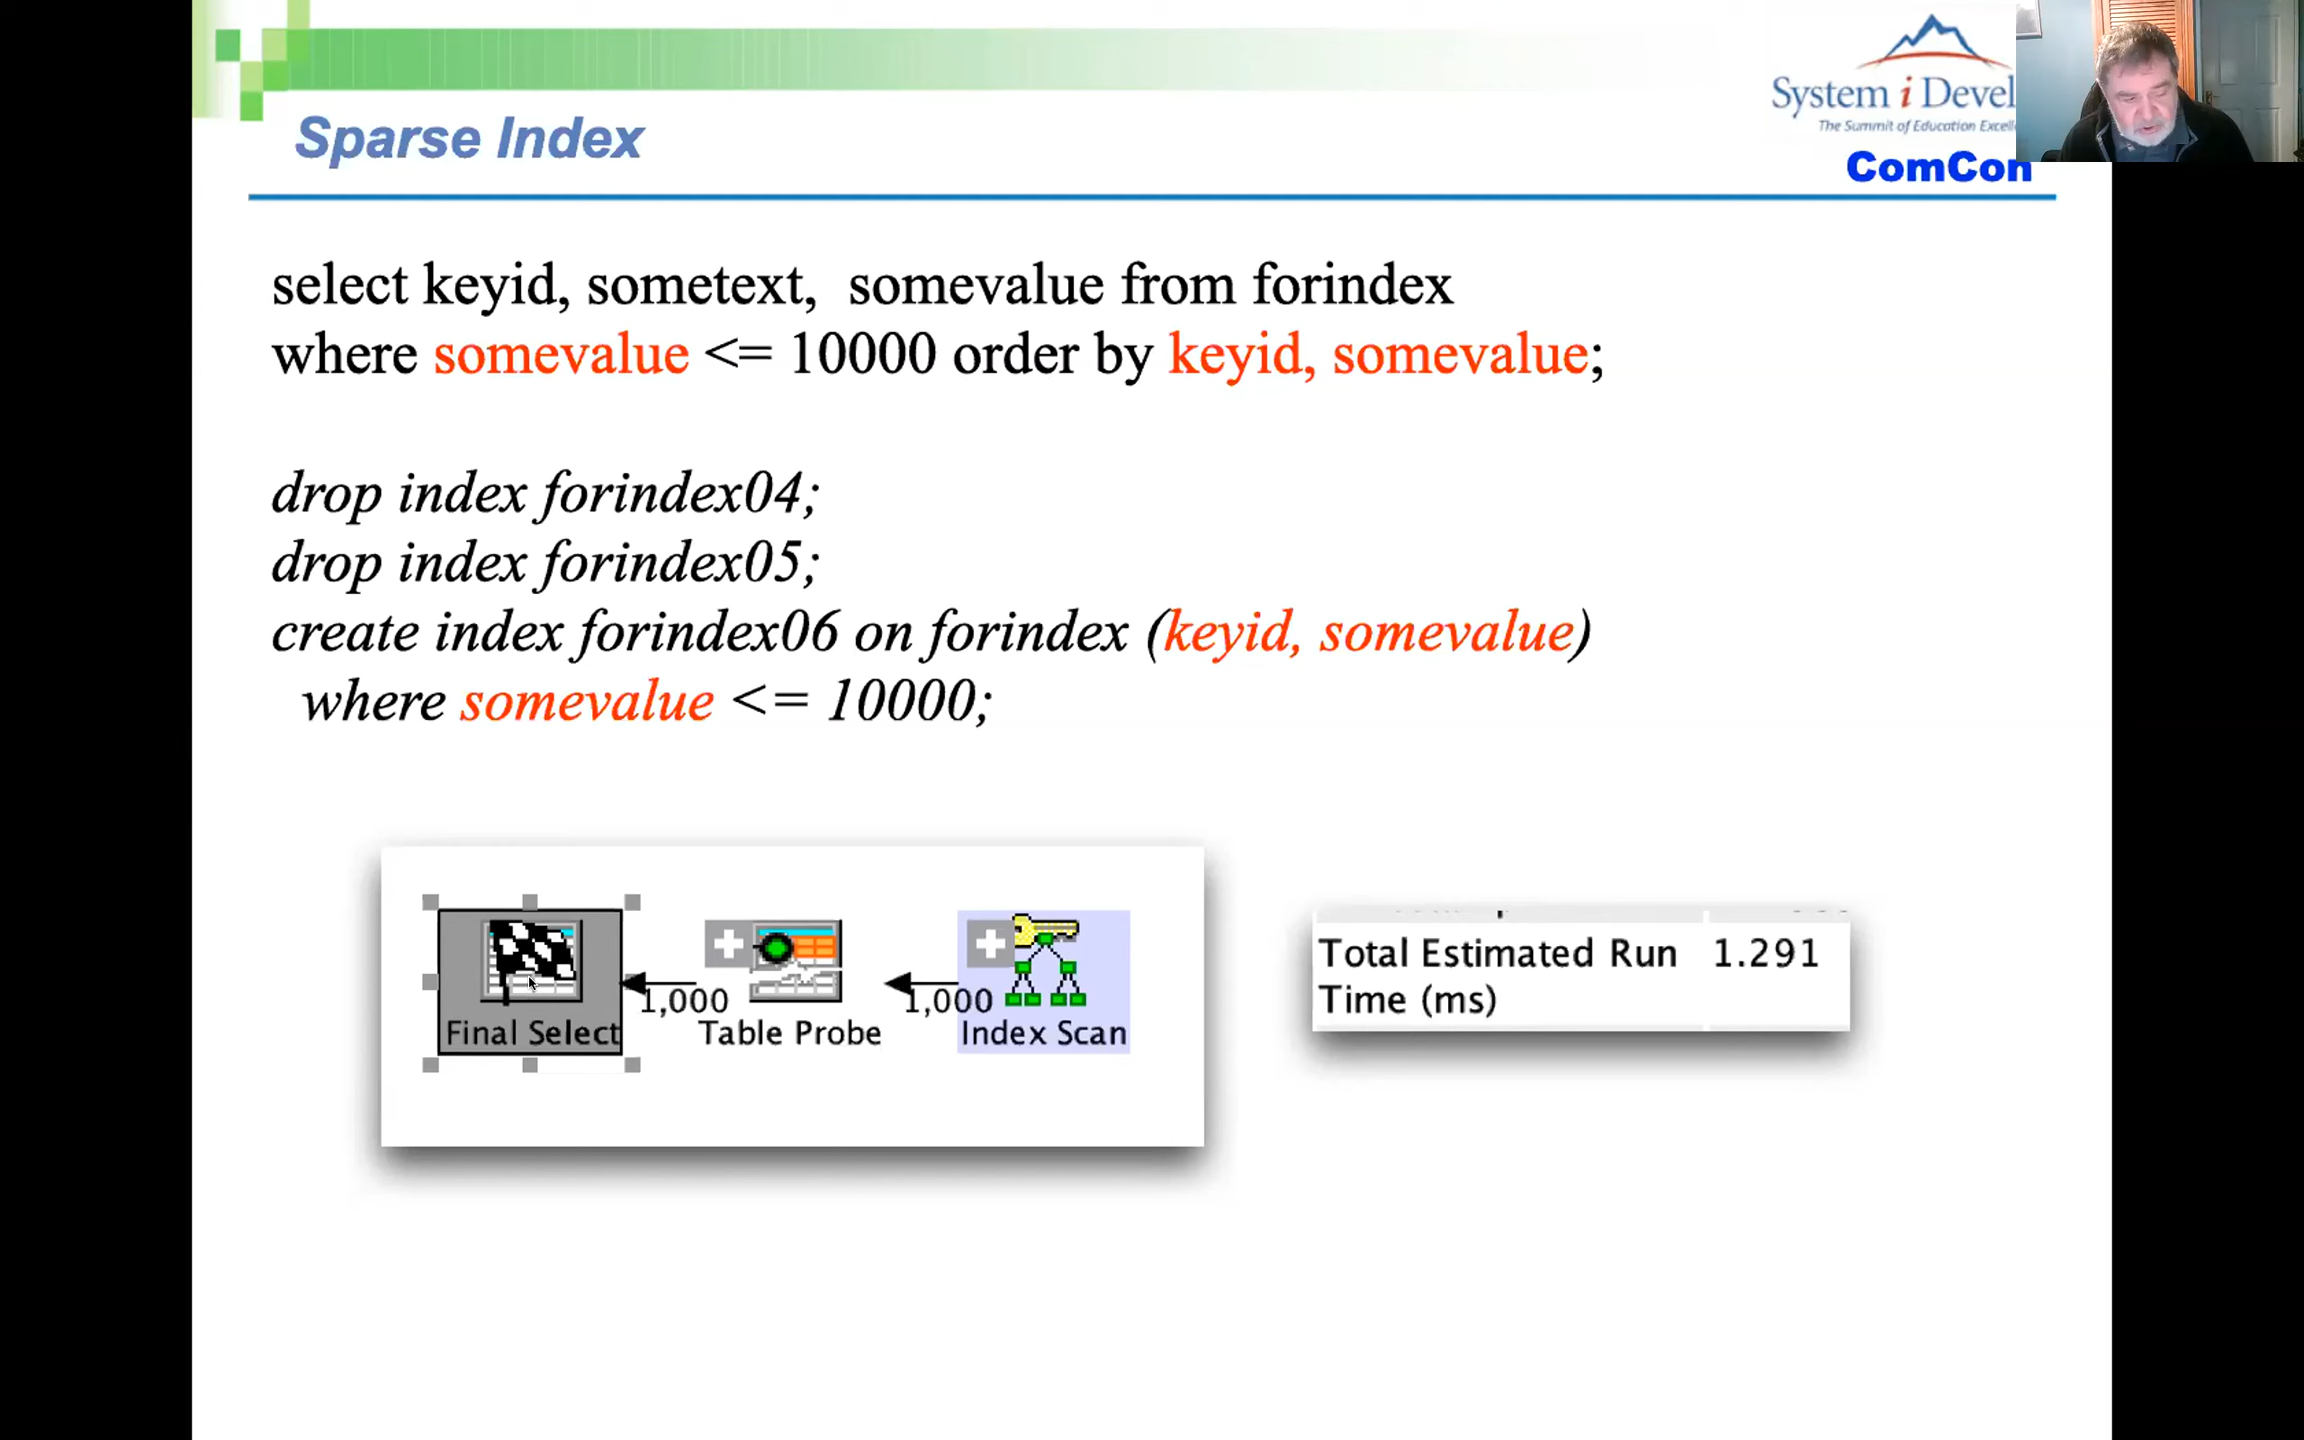 System i Devel
The Summit of Education Excell
ComCon
Sparse Index
select keyid, sometext,  somevalue from forindex
where somevalue <= 10000 order by keyid, somevalue;
drop index forindex04;
drop index forindex05;
create index forindex06 on forindex (keyid, somevalue)
where somevalue <= 10000;
1,000
1,000
Final Select
Table Probe
Index Scan
Total Estimated Run 1.291
Time (ms)